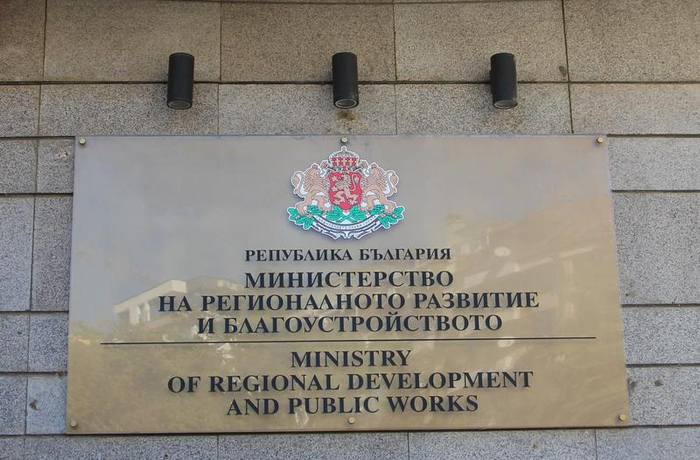 РЕПУБЛИКА БЪЛГАРИЯ
МИНИСТЕРСТВО
НА РЕГИОНАЛНОТО РАЗВИТИЕ
И БЛАГОУСТРОЙСТВОТО
MINISTRY
OF REGIONAL DEVELOPMENT
AND PUBLIC WORKS